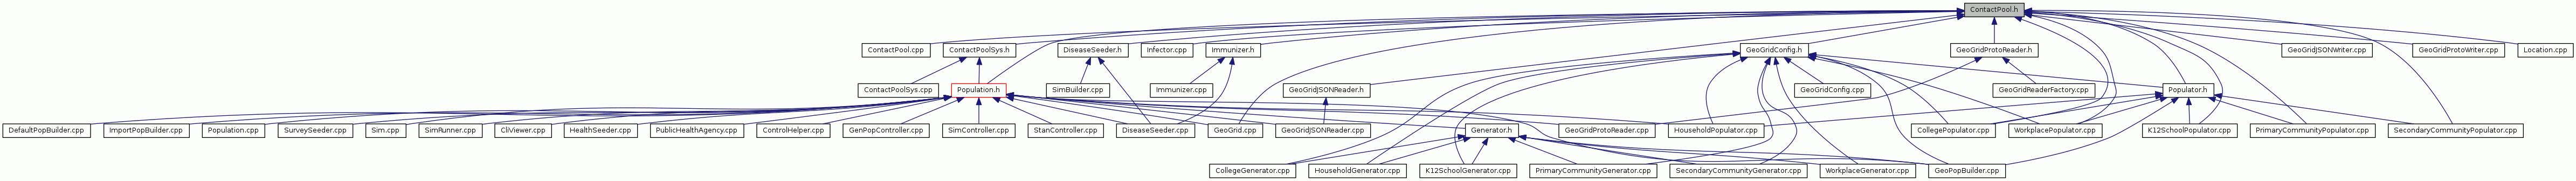 ContactPool.h
ContactPool.cpp
ContactPoolSys.h
DiseaseSeeder.h
Infector.cpp
Immunizer.h
GeoGridConfig.h
GeoGridProtoReader.h
GeoGridJSONWriter.cpp
GeoGridProtoWriter.cpp
Location.cpp
ContactPoolSys.cpp
Population.h
SimBuilder.cpp
Immunizer.cpp
GeoGridJSONReader.h
GeoGridConfig.cpp
GeoGridReaderFactory.cpp
Populator.h
DefaultPopBuilder.cpp
ImportPopBuilder.cpp
Population.cpp
SurveySeeder.cpp
Sim.cpp
SimRunner.cpp
CliViewer.cpp
HealthSeeder.cpp
PublicHealthAgency.cpp
ControlHelper.cpp
GenPopController.cpp
SimController.cpp
StanController.cpp
DiseaseSeeder.cpp
GeoGrid.cpp
GeoGridJSONReader.cpp
Generator.h
GeoGridProtoReader.cpp
HouseholdPopulator.cpp
CollegePopulator.cpp
WorkplacePopulator.cpp
K12SchoolPopulator.cpp
PrimaryCommunityPopulator.cpp
SecondaryCommunityPopulator.cpp
CollegeGenerator.cpp
HouseholdGenerator.cpp
K12SchoolGenerator.cpp
PrimaryCommunityGenerator.cpp
SecondaryCommunityGenerator.cpp
WorkplaceGenerator.cpp
GeoPopBuilder.cpp